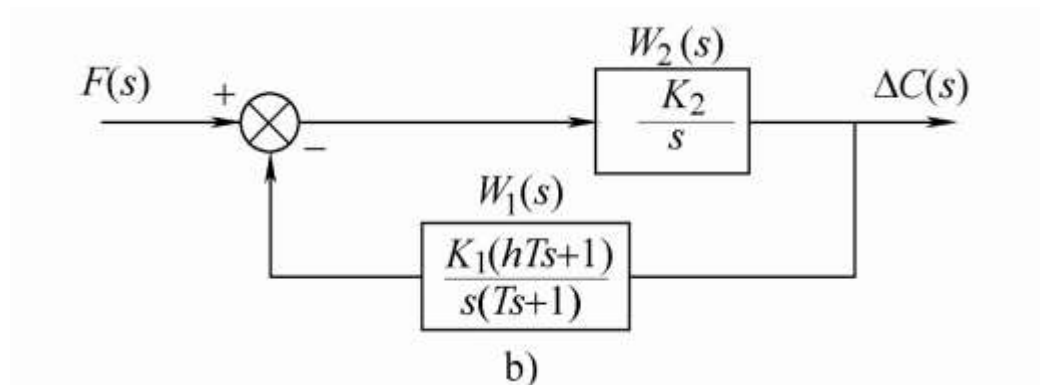 W₂(s)
F(s)
+
−
K₂
s
ΔC(s)
W₁(s)
K₁(hTs+1)
s(Ts+1)
b)